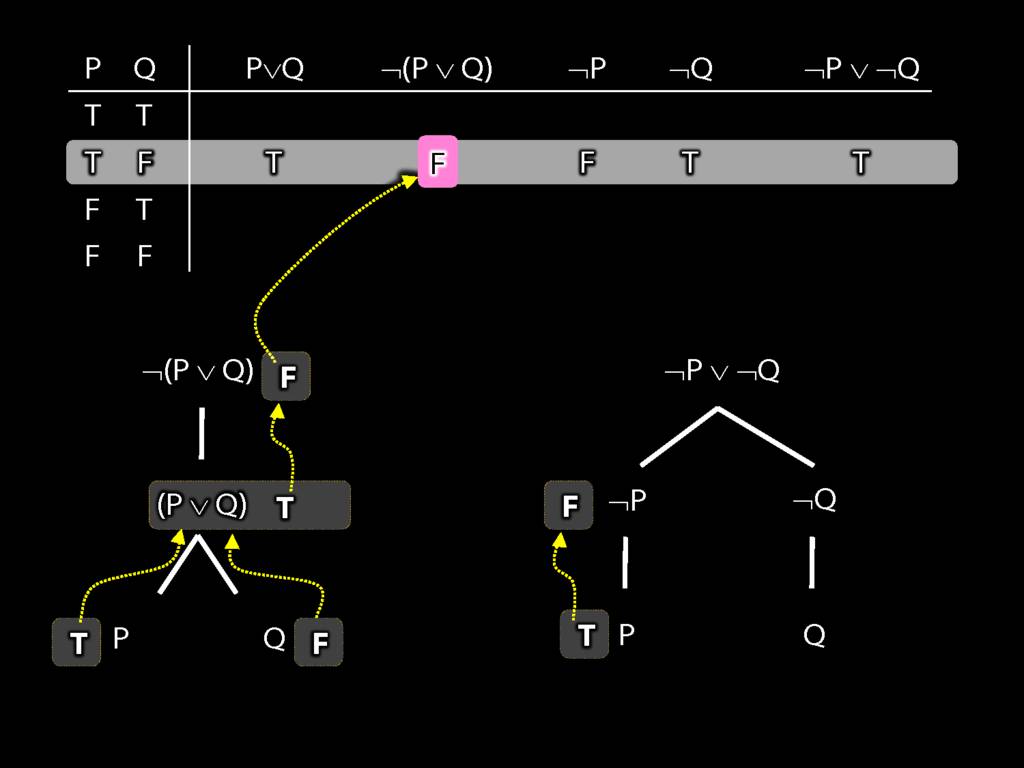 P Q P∨Q ¬(P ∨ Q) ¬P ¬Q ¬P ∨ ¬Q
T T
T F T F F T T
F T
F F
¬(P ∨ Q) F ¬P ∨ ¬Q
(P ∨ Q) T F ¬P ¬Q
T P Q F T P Q